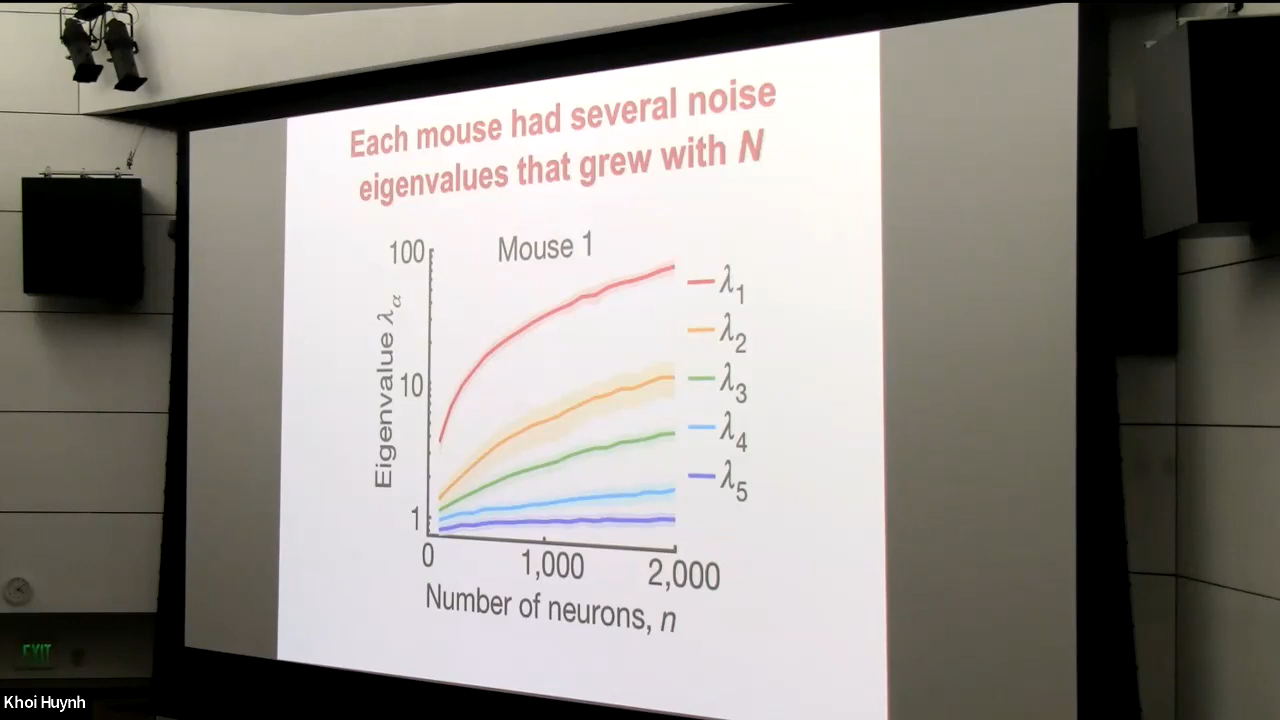 Each mouse had several noise
eigenvalues that grew with N
Mouse 1
100
10
1
Eigenvalue λα
λ1
λ2
λ3
λ4
λ5
0
1,000
2,000
Number of neurons, n
EXIT
Khoi Huynh